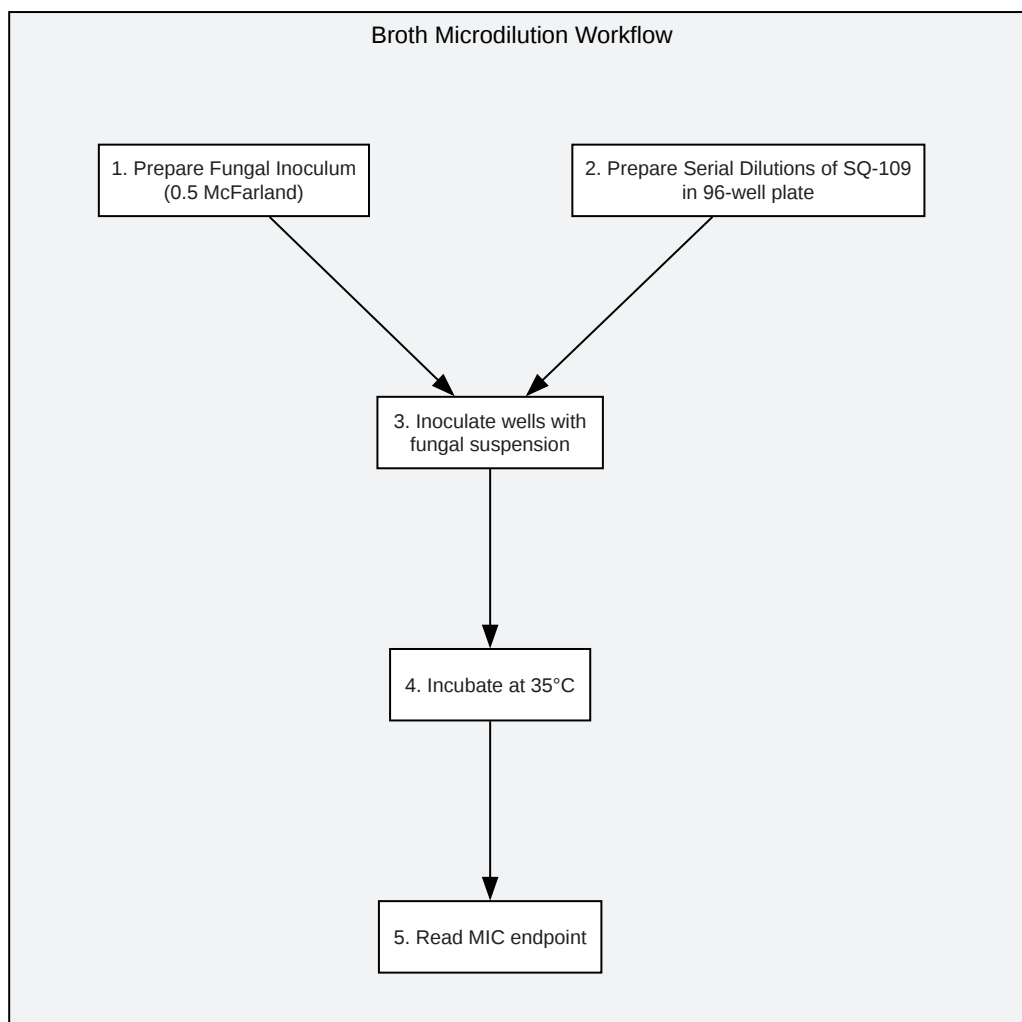 Broth Microdilution Workflow
1. Prepare Fungal Inoculum
(0.5 McFarland)
2. Prepare Serial Dilutions of SQ-109
in 96-well plate
3. Inoculate wells with
fungal suspension
4. Incubate at 35°C
5. Read MIC endpoint